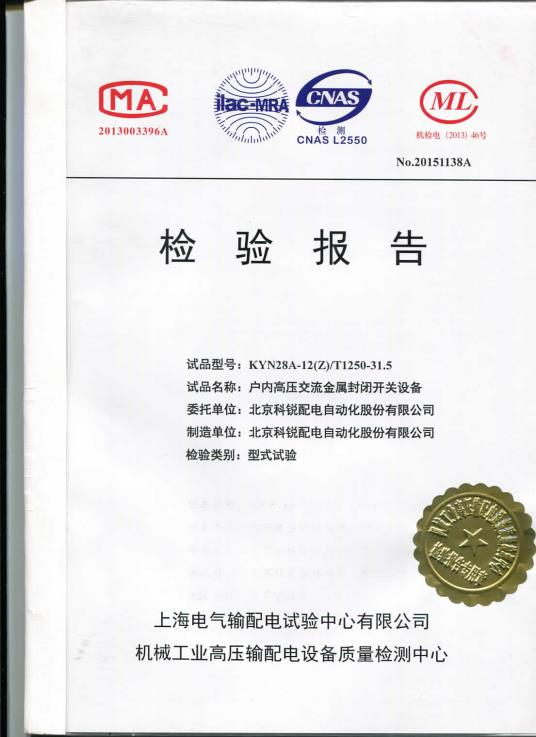 MA
2013003396A
ilac-MRA
CNAS
检 测
CNAS L2550
ML
机检电 (2013) 46号
No.20151138A
检 验 报 告
试品型号：KYN28A-12(Z)/T1250-31.5
试品名称：户内高压交流金属封闭开关设备
委托单位：北京科锐配电自动化股份有限公司
制造单位：北京科锐配电自动化股份有限公司
检验类别：型式试验
上海电气输配电试验中心有限公司
机械工业高压输配电设备质量检测中心